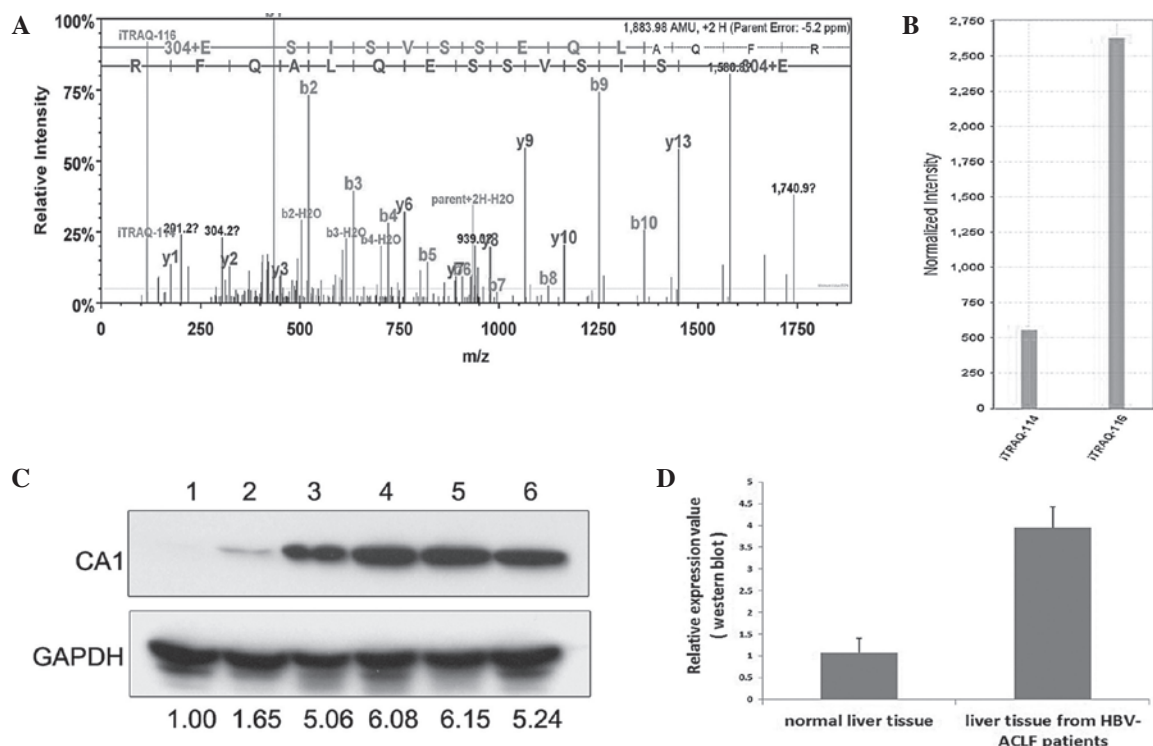 A
100%
75%
50%
25%
0%
Relative Intensity
0
250
500
750
1000
1250
1500
1750
m/z
iTRAQ-116
1,883.98 AMU, +2 H (Parent Error: -5.2 ppm)
304+E S I S V S S E Q L A Q F R
R F Q A L Q E S S V S I S 304+E
b2
b9
y9
y13
b3
b2-H2O
y6
parent+2H-H2O
1,740.9?
iTRAQ-114
291.2?
304.2?
b3-H2O
b4
b4-H2O
y8
y10
b10
y1
y2
y3
b5
y7
b7
b8
B
Normalized Intensity
2,750
2,500
2,250
2,000
1,750
1,500
1,250
1,000
750
500
250
0
iTRAQ-114
iTRAQ-116
C
1 2 3 4 5 6
CA1
GAPDH
1.00 1.65 5.06 6.08 6.15 5.24
D
Relative expression value
( western blot )
5
4.5
4
3.5
3
2.5
2
1.5
1
0.5
0
normal liver tissue
liver tissue from HBV-
ACLF patients